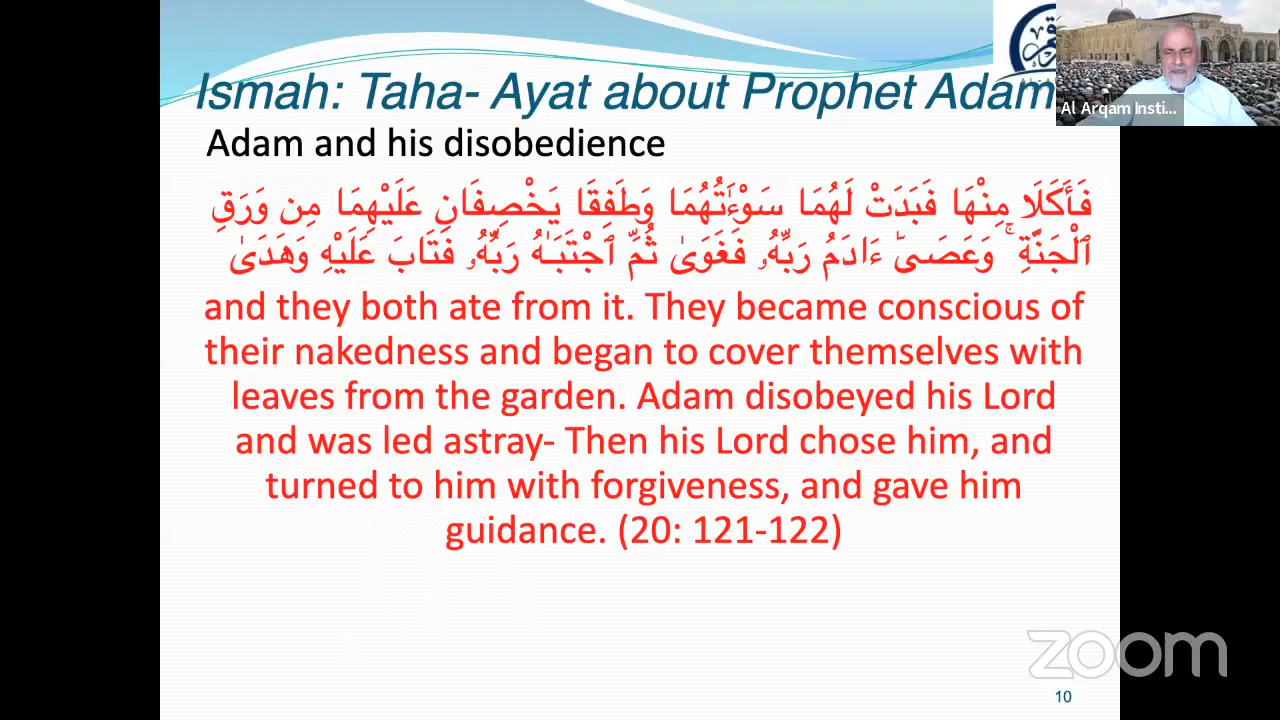 Ismah: Taha- Ayat about Prophet Adam
Al Arqam Insti...
Adam and his disobedience
فَأَكَلَا مِنْهَا فَبَدَتْ لَهُمَا سَوْءَٰتُهُمَا وَطَفِقَا يَخْصِفَانِ عَلَيْهِمَا مِن وَرَقِ
ٱلْجَنَّةِ ۚ وَعَصَىٰٓ ءَادَمُ رَبَّهُۥ فَغَوَىٰ ثُمَّ ٱجْتَبَـٰهُ رَبُّهُۥ فَتَابَ عَلَيْهِ وَهَدَىٰ
and they both ate from it. They became conscious of
their nakedness and began to cover themselves with
leaves from the garden. Adam disobeyed his Lord
and was led astray- Then his Lord chose him, and
turned to him with forgiveness, and gave him
guidance. (20: 121-122)
zoom
10